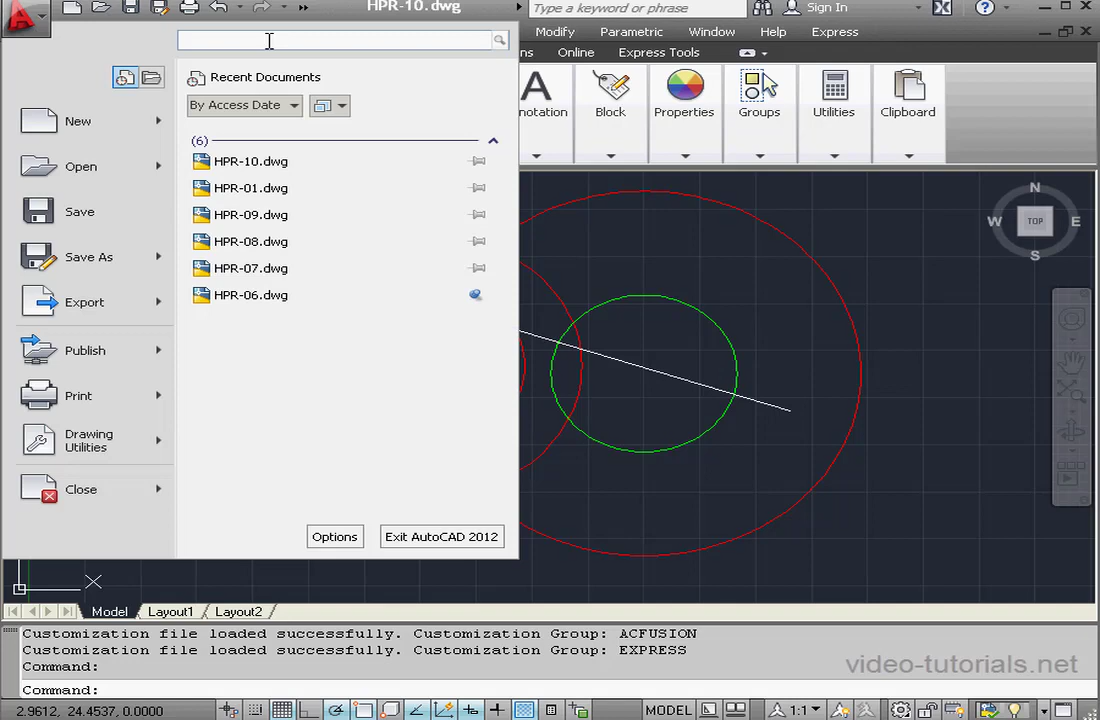 HPR-10.dwg
Type a keyword or phrase
Sign In
Modify
Parametric
Window
Help
Express
ns
Online
Express Tools
Recent Documents
By Access Date
New
(6)
HPR-10.dwg
Open
HPR-01.dwg
Save
HPR-09.dwg
HPR-08.dwg
Save As
HPR-07.dwg
Export
HPR-06.dwg
Publish
Print
Drawing
Utilities
Close
Options
Exit AutoCAD 2012
notation
Block
Properties
Groups
Utilities
Clipboard
N
W
TOP
E
S
X
Model
Layout1
Layout2
Customization file loaded successfully. Customization Group: ACFUSION
Customization file loaded successfully. Customization Group: EXPRESS
Command:
Command:
video-tutorials.net
2.9612, 24.4537, 0.0000
MODEL
1:1